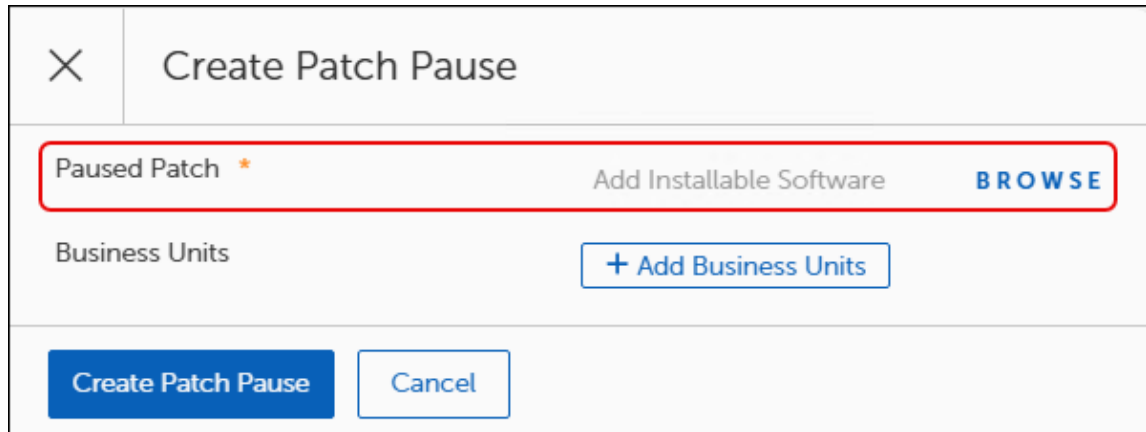 Create Patch Pause
Paused Patch *
Add Installable Software BROWSE
Business Units
+ Add Business Units
Create Patch Pause Cancel